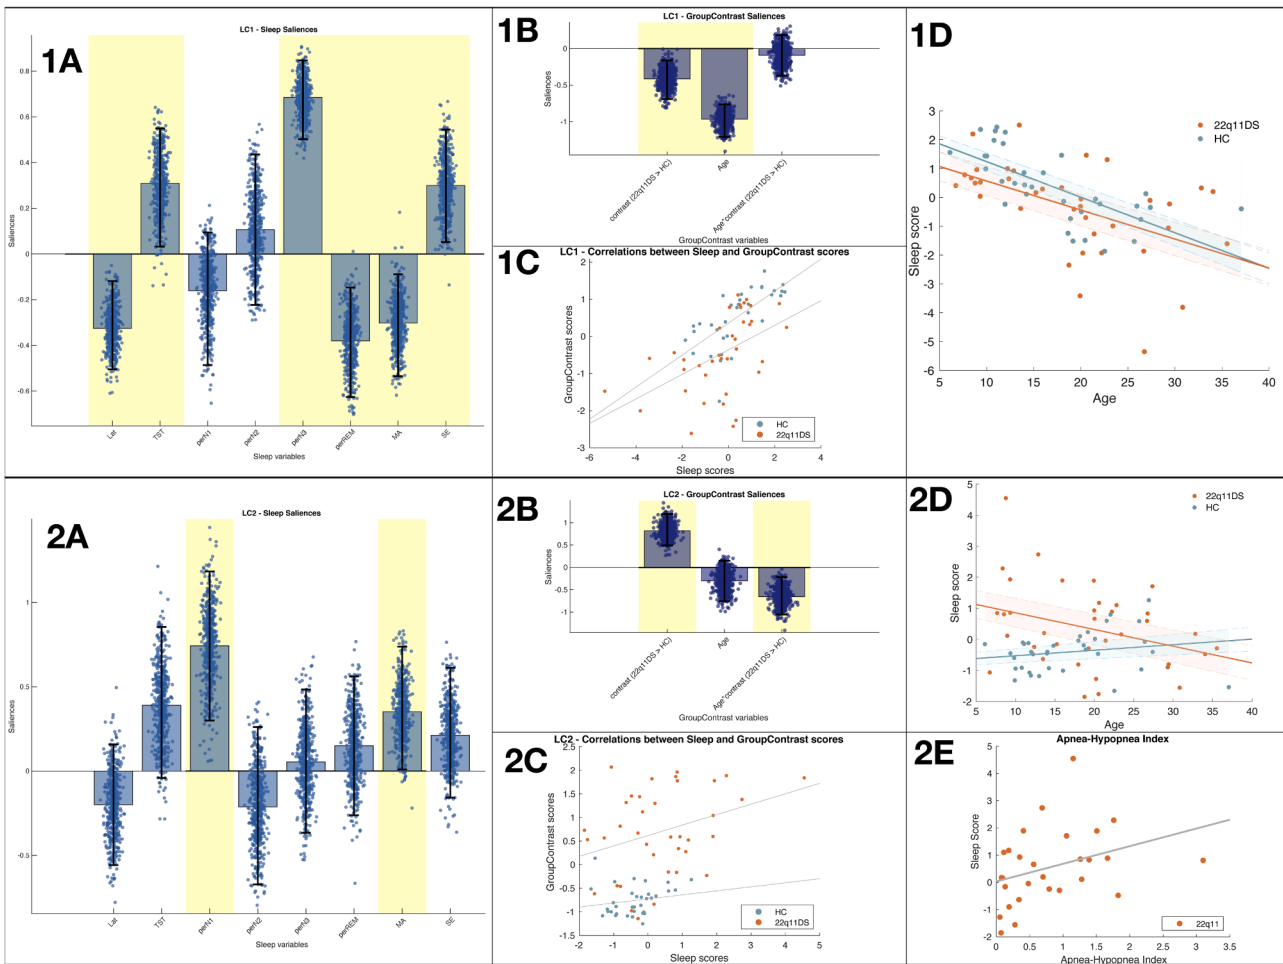 1A
LC1 - Sleep Saliences
Saliences
0.8
0.6
0.4
0.2
0
-0.2
-0.4
-0.6
Lat
TST
perN1
perN2
perN3
perREM
MA
SE
Sleep variables
1B
LC1 - GroupContrast Saliences
Saliences
0
-0.5
-1
contrast (22q11DS > HC)
Age
Age*contrast (22q11DS > HC)
GroupContrast variables
1C
LC1 - Correlations between Sleep and GroupContrast scores
GroupContrast scores
2
1
0
-1
-2
-3
-6
-4
-2
0
2
4
Sleep scores
HC
22q11DS
1D
22q11DS
HC
Sleep score
3
2
1
0
-1
-2
-3
-4
-5
-6
5
10
15
20
25
30
35
40
Age
2A
LC2 - Sleep Saliences
Saliences
1
0.5
0
-0.5
Lat
TST
perN1
perN2
perN3
perREM
MA
SE
Sleep variables
2B
LC2 - GroupContrast Saliences
Saliences
1
0.5
0
-0.5
-1
contrast (22q11DS > HC)
Age
Age*contrast (22q11DS > HC)
GroupContrast variables
2C
LC2 - Correlations between Sleep and GroupContrast scores
GroupContrast scores
2.5
2
1.5
1
0.5
0
-0.5
-1
-1.5
-2
-1
0
1
2
3
4
5
Sleep scores
HC
22q11DS
2D
22q11DS
HC
Sleep score
5
4
3
2
1
0
-1
-2
5
10
15
20
25
30
35
40
Age
2E
Apnea-Hypopnea Index
Sleep Score
5
4
3
2
1
0
-1
-2
0
0.5
1
1.5
2
2.5
3
3.5
Apnea-Hypopnea Index
22q11